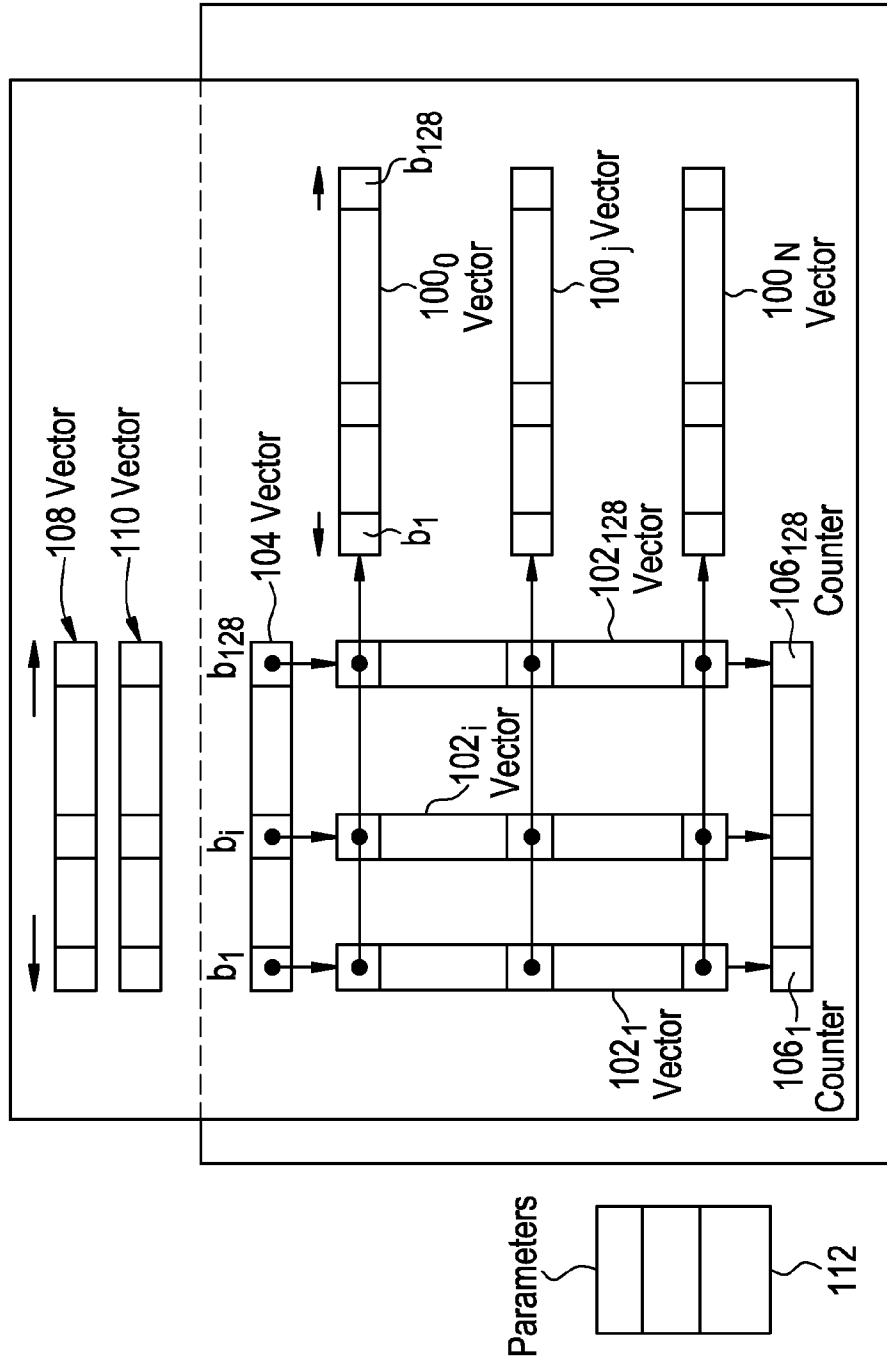 108 Vector
110 Vector
104 Vector
b₁
bᵢ
b₁₂₈
b₁
b₁₂₈
100₀
Vector
102ᵢ
Vector
102₁₂₈
Vector
100ⱼ Vector
102₁
Vector
100_N
Vector
106₁
Counter
106₁₂₈
Counter
Parameters
112